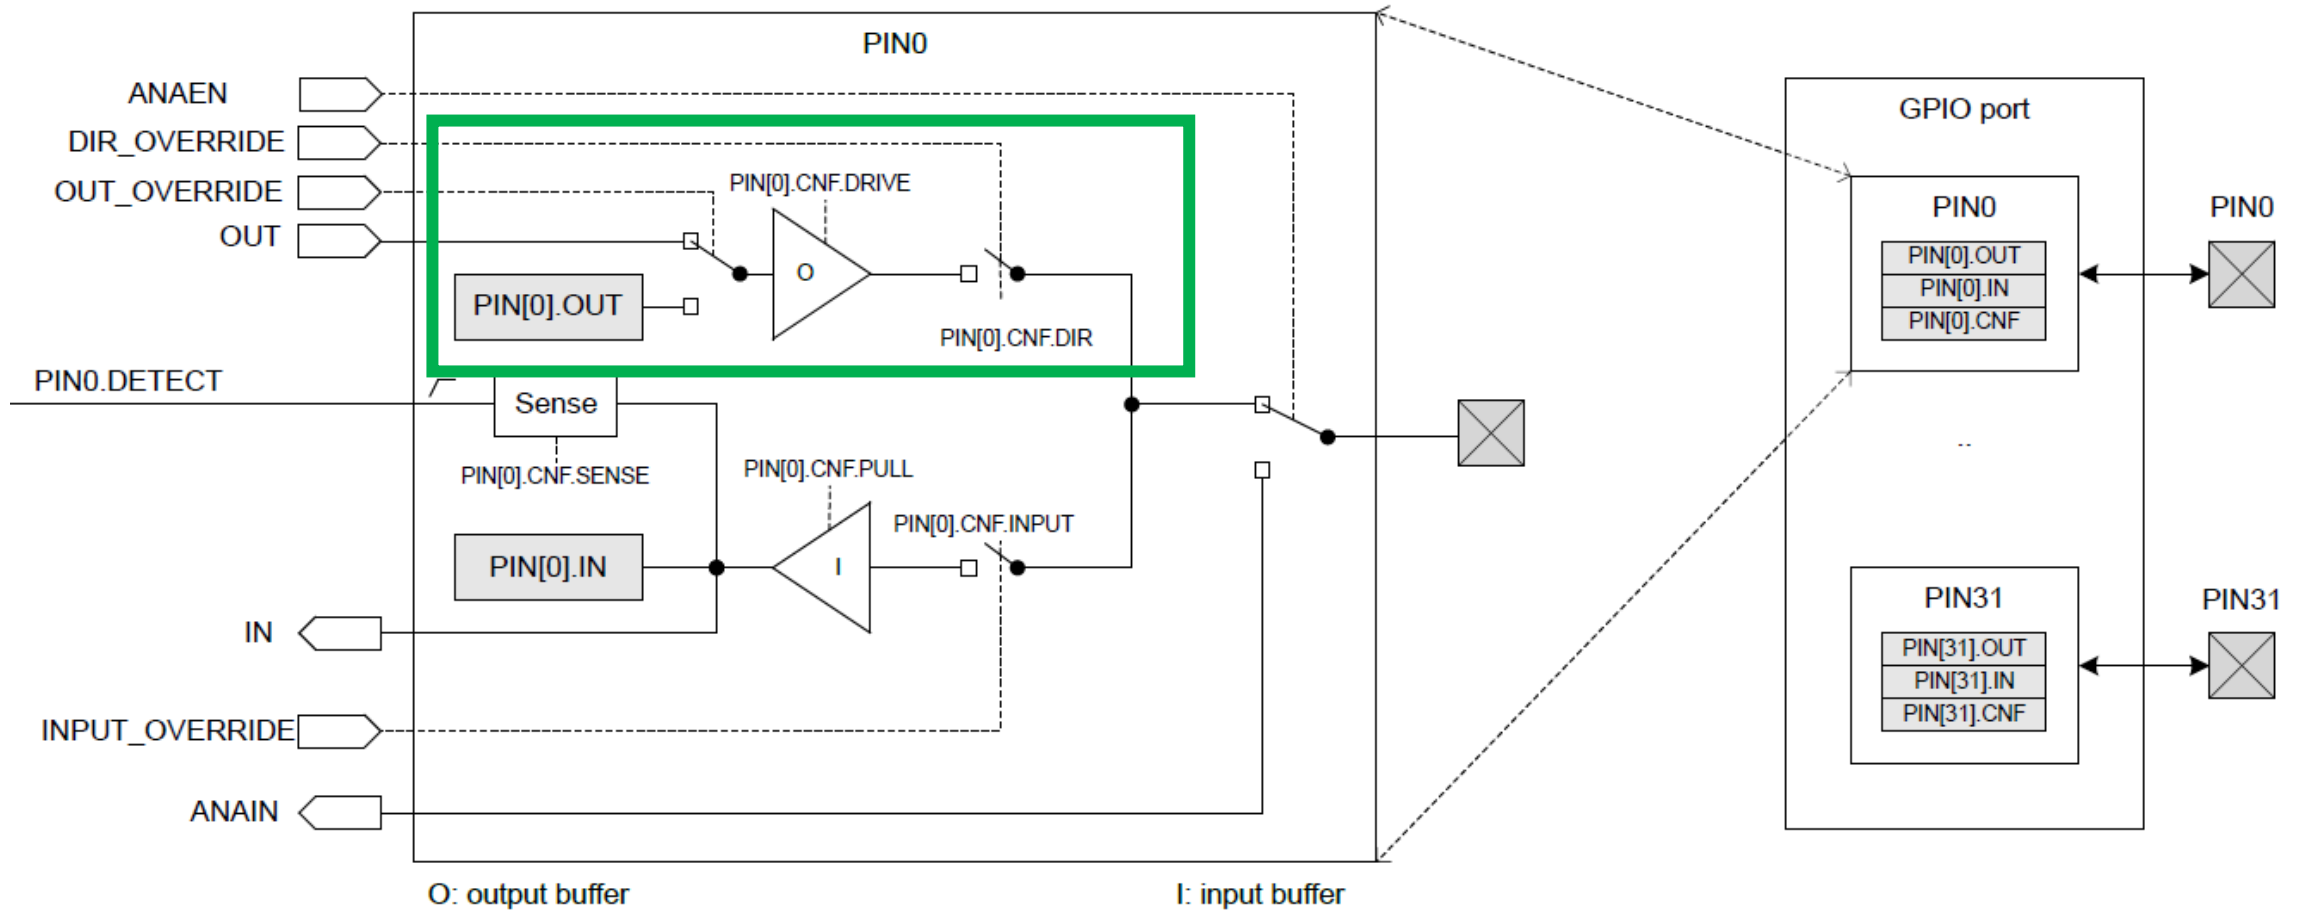 PIN0
ANAEN
DIR_OVERRIDE
OUT_OVERRIDE
OUT
PIN[0].CNF.DRIVE
O
PIN[0].OUT
PIN[0].CNF.DIR
PIN0.DETECT
Sense
PIN[0].CNF.SENSE
PIN[0].CNF.PULL
PIN[0].CNF.INPUT
PIN[0].IN
I
IN
INPUT_OVERRIDE
ANAIN
O: output buffer
I: input buffer
GPIO port
PIN0
PIN[0].OUT
PIN[0].IN
PIN[0].CNF
PIN0
..
PIN31
PIN[31].OUT
PIN[31].IN
PIN[31].CNF
PIN31